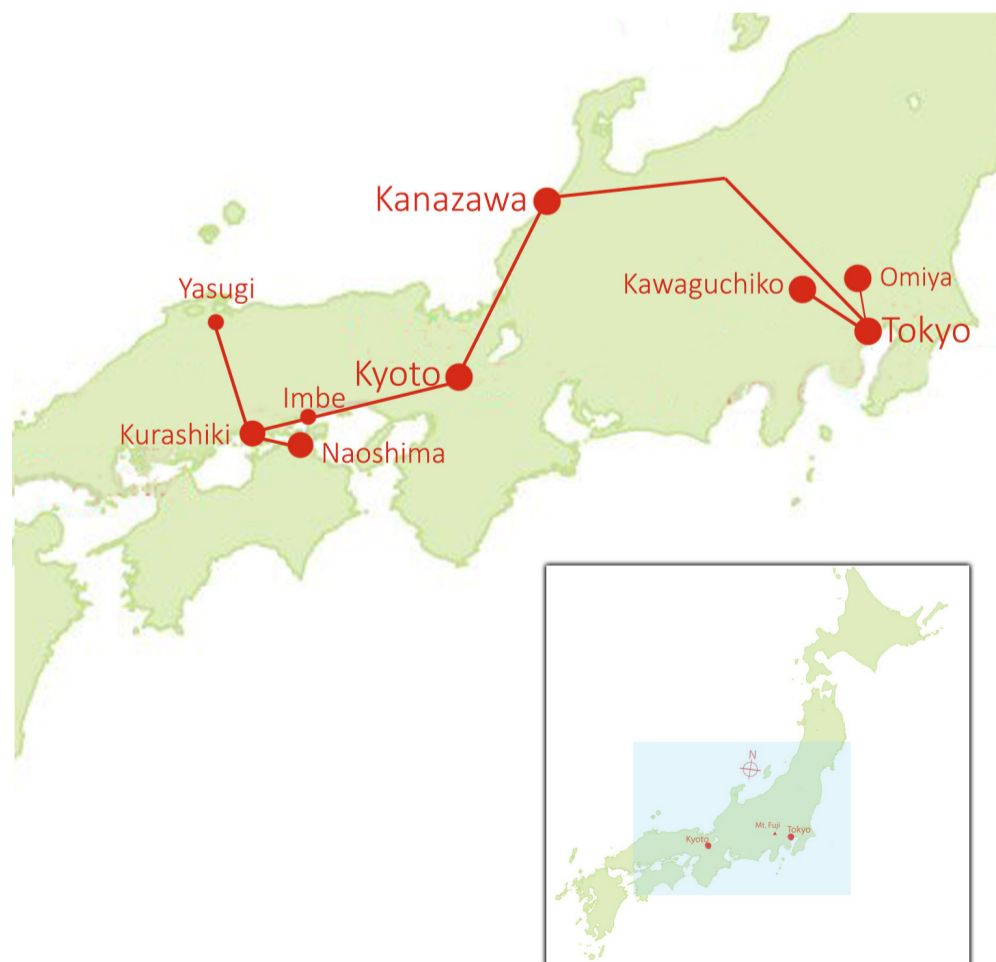 Kanazawa
Omiya
Kawaguchiko
Yasugi
Tokyo
Kyoto
Imbe
Kurashiki
Naoshima
N
Mt. Fuji
Tokyo
Kyoto